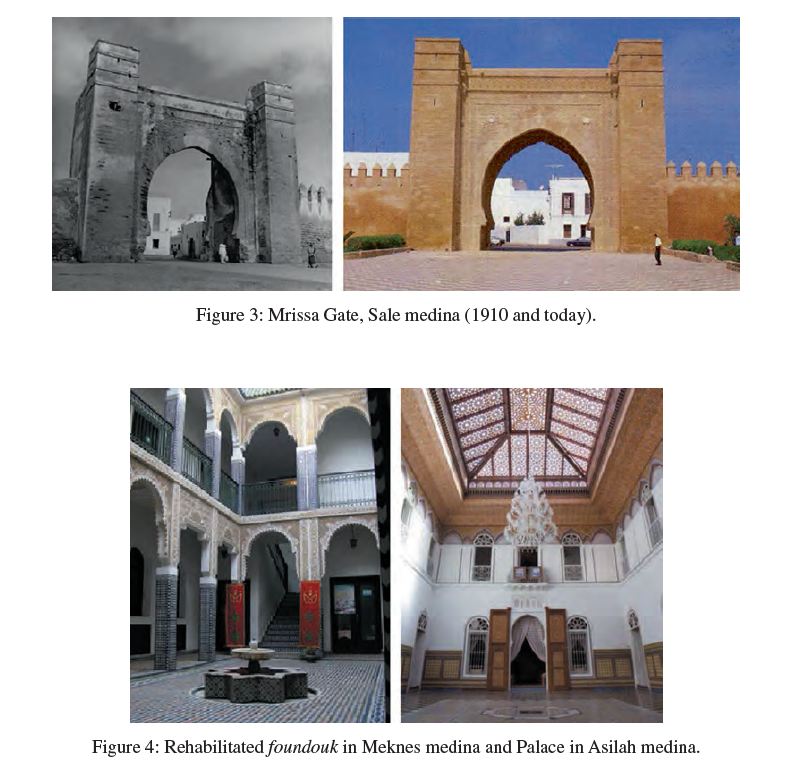 Figure 3: Mrissa Gate, Sale medina (1910 and today).
Figure 4: Rehabilitated foundouk in Meknes medina and Palace in Asilah medina.